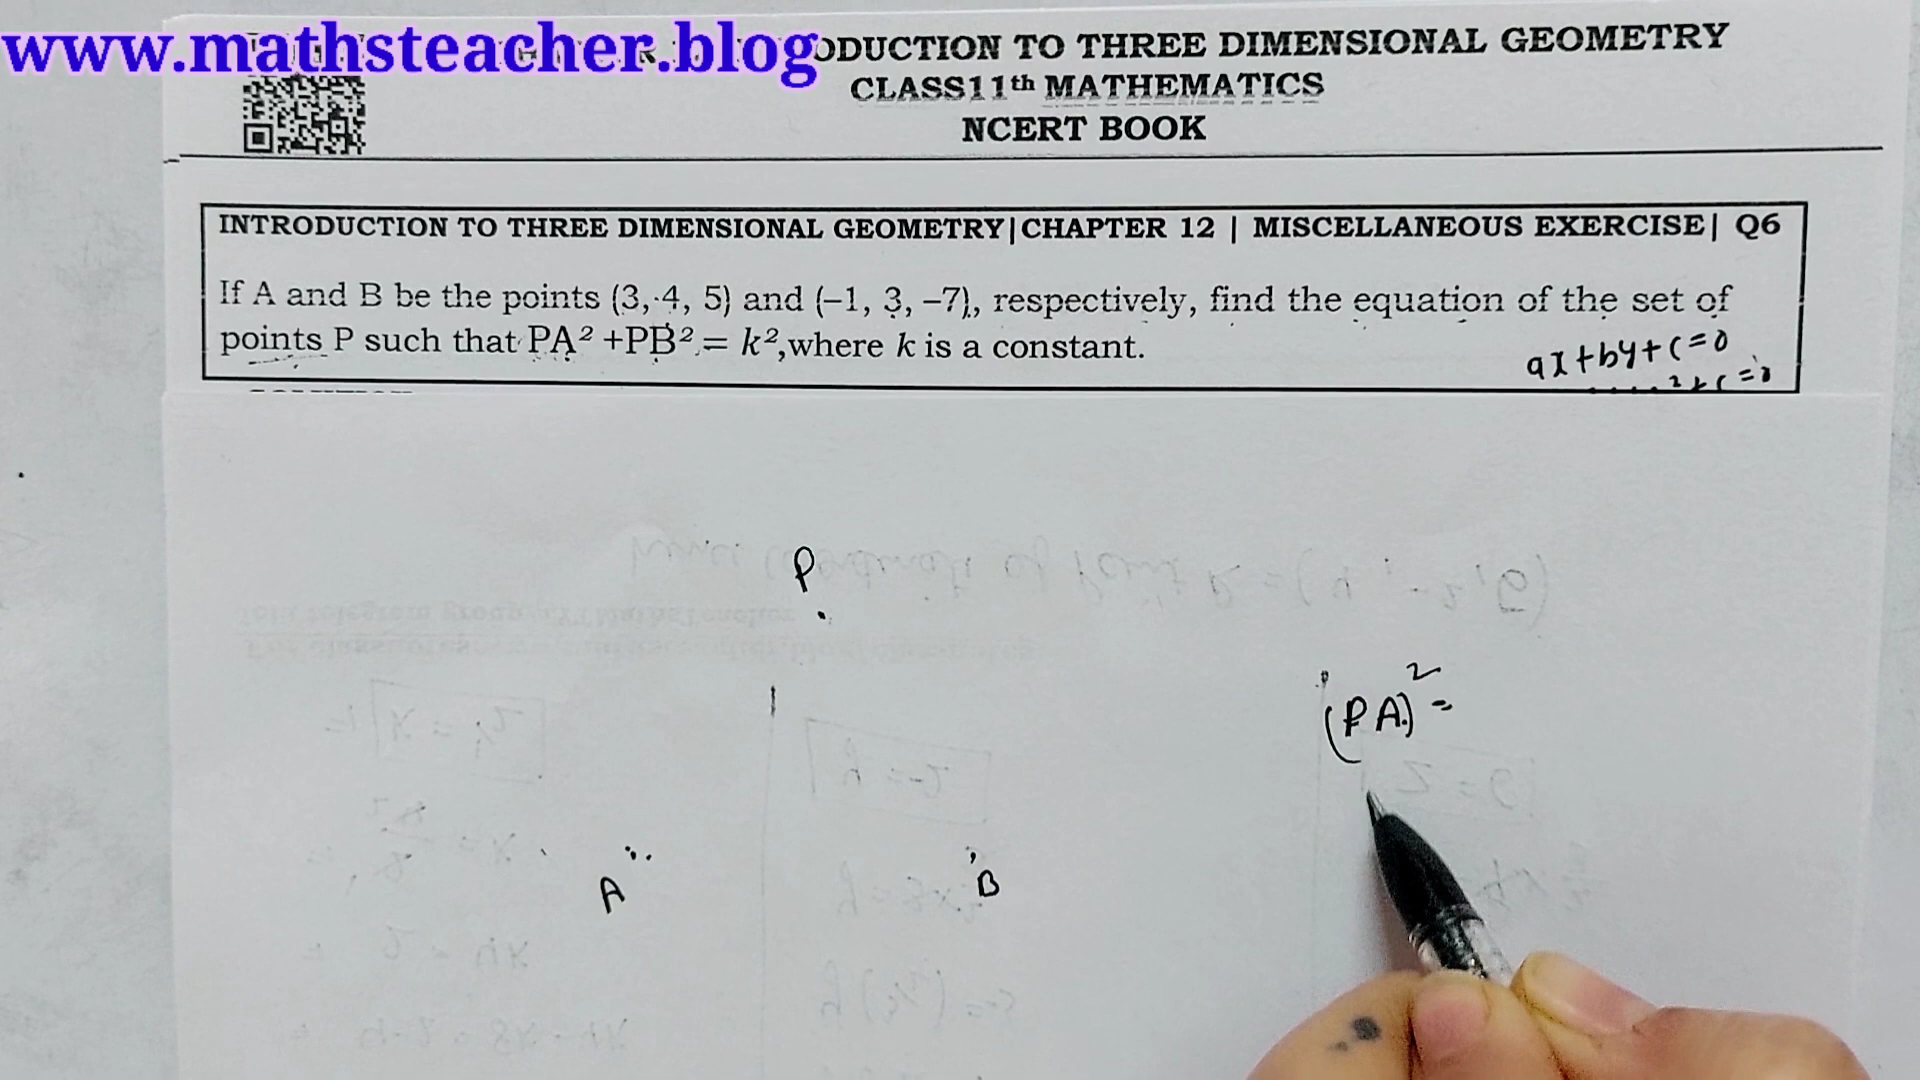 www.mathsteacher.blog
ODUCTION TO THREE DIMENSIONAL GEOMETRY
CLASS11th MATHEMATICS
NCERT BOOK
INTRODUCTION TO THREE DIMENSIONAL GEOMETRY|CHAPTER 12 | MISCELLANEOUS EXERCISE| Q6
If A and B be the points (3, 4, 5) and (–1, 3, –7), respectively, find the equation of the set of
points P such that PA² +PB² = k²,where k is a constant.
ax+by+c=0
² + c = 0
P
(PA)² =
A
B